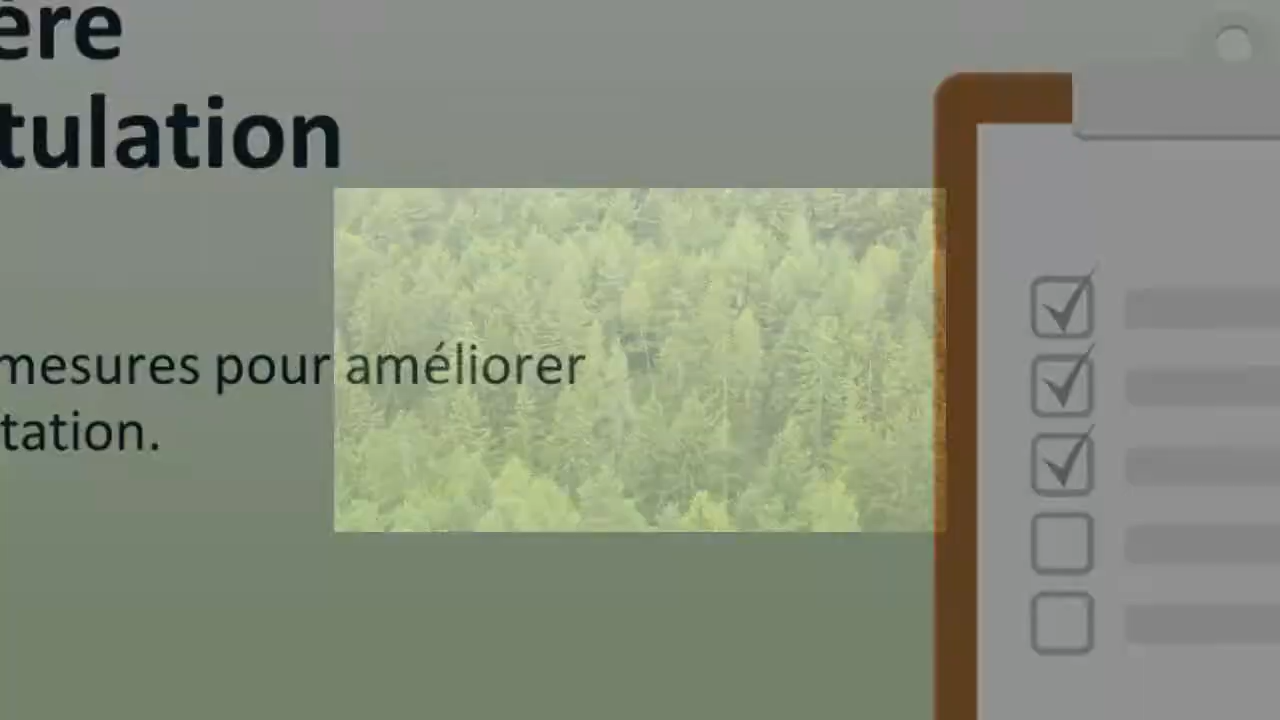 ère
tulation
mesures pour améliorer
tation.